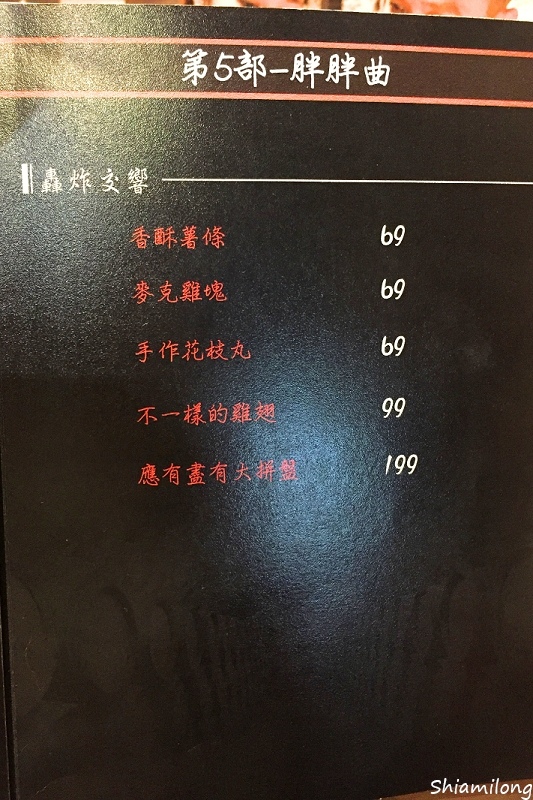 第5部-胖胖曲
轟炸交響
香酥薯條 69
麥克雞塊 69
手作花枝丸 69
不一樣的雞翅 99
應有盡有大拼盤 199
Shiamilong